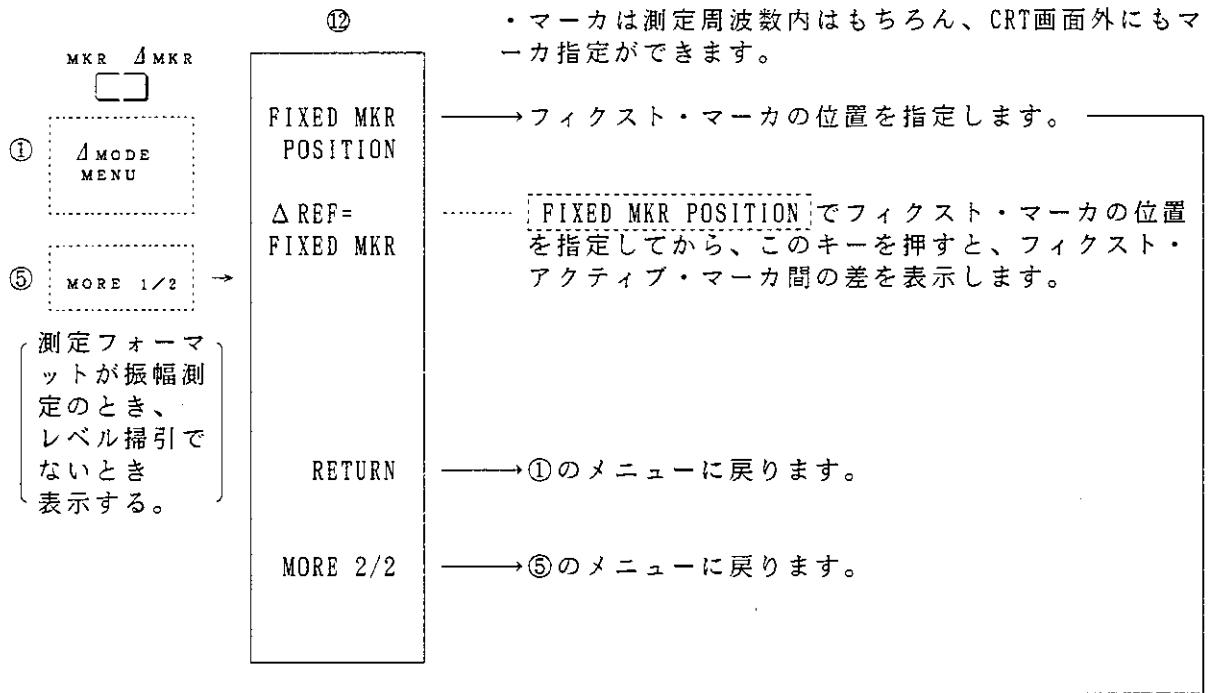 ⑫
・マーカは測定周波数内はもちろん、CRT画面外にもマ
ーカ指定ができます。
MKR ΔMKR
① ΔMODE
MENU
⑤ MORE 1/2 →
測定フォーマ
ットが振幅測
定のとき、
レベル掃引で
ないとき
表示する。
FIXED MKR
POSITION
→フィクスト・マーカの位置を指定します。
ΔREF=
FIXED MKR
…… FIXED MKR POSITION でフィクスト・マーカの位置
を指定してから、このキーを押すと、フィクスト・
アクティブ・マーカ間の差を表示します。
RETURN →①のメニューに戻ります。
MORE 2/2 →⑤のメニューに戻ります。